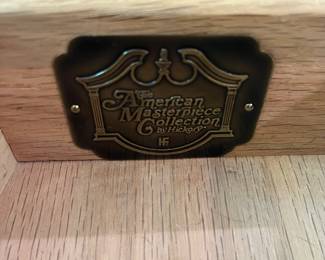 The
American
Masterpiece
Collection
by Hickory
HF